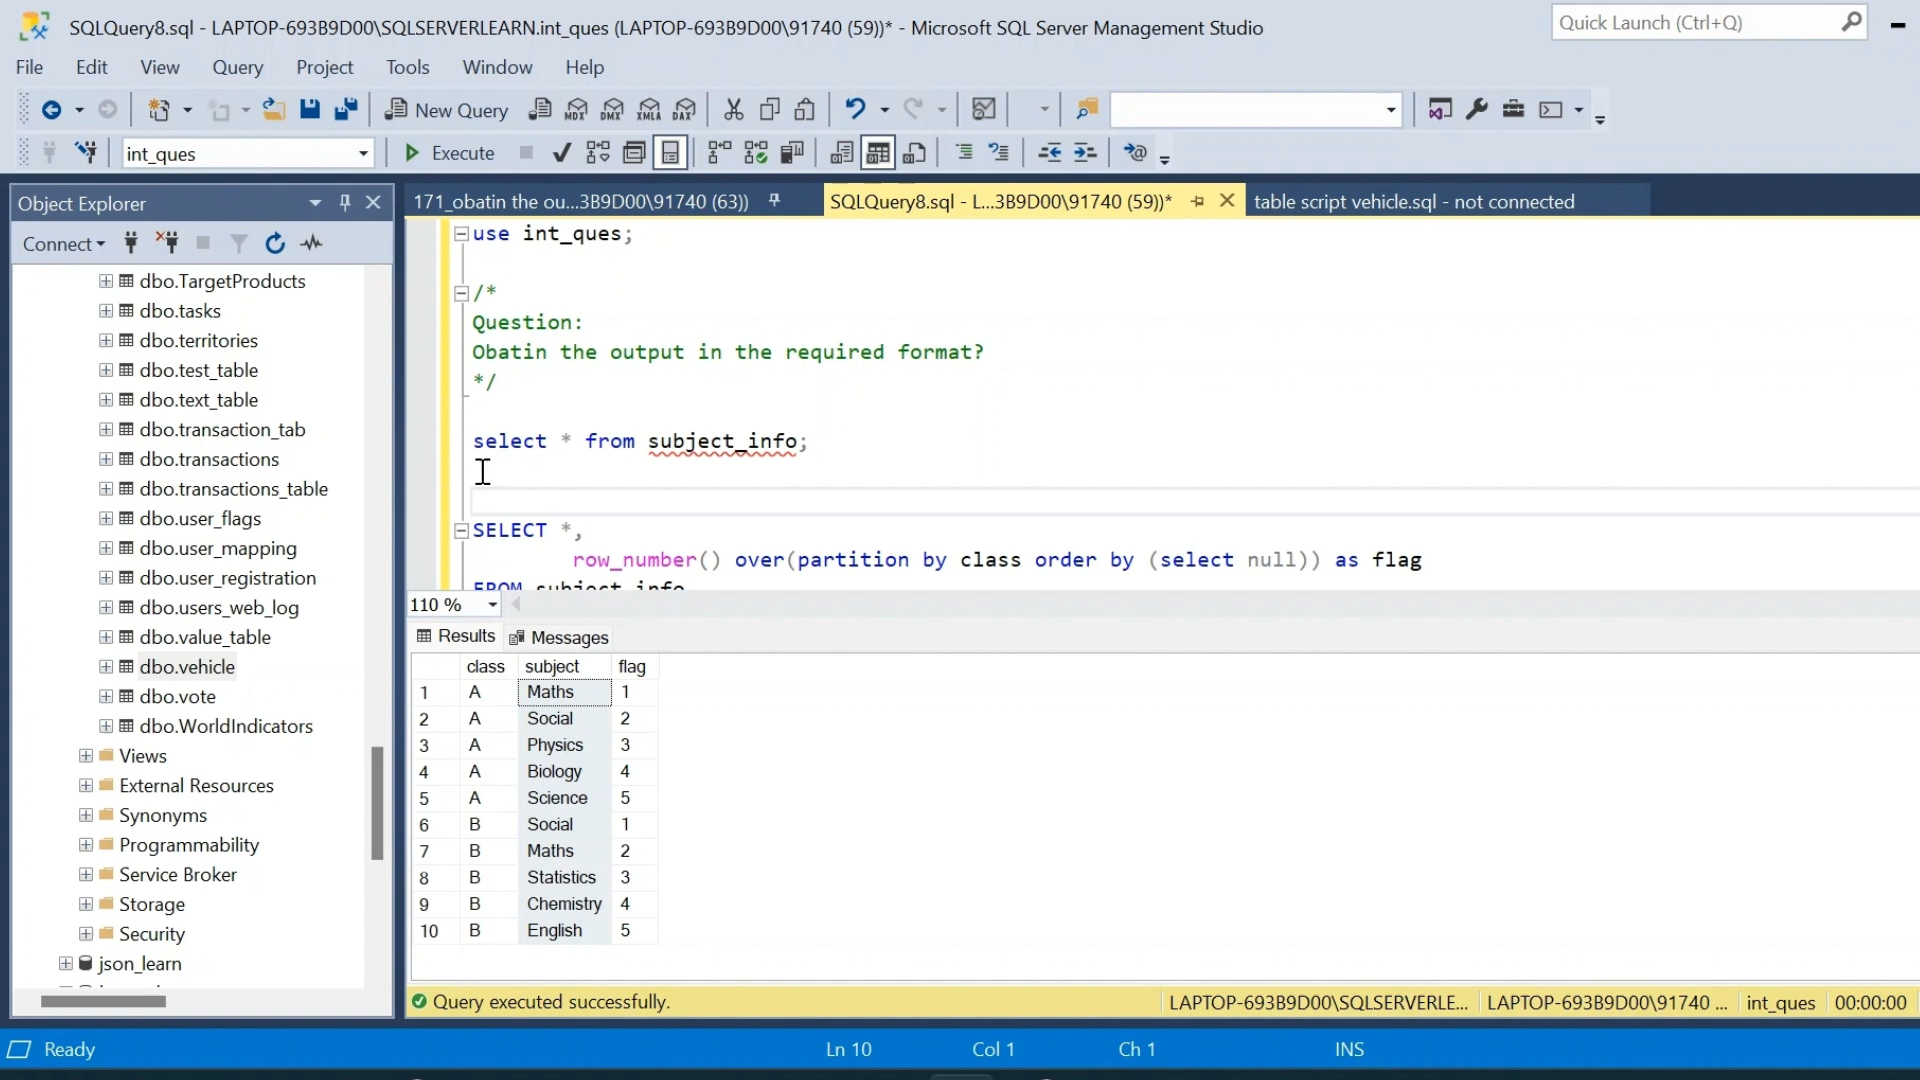 SQLQuery8.sql - LAPTOP-693B9D00\SQLSERVERLEARN.int_ques (LAPTOP-693B9D00\91740 (59))* - Microsoft SQL Server Management Studio
Quick Launch (Ctrl+Q)
File Edit View Query Project Tools Window Help
New Query MDX DMX XMLA DAX
int_ques Execute
Object Explorer
171_obatin the ou...3B9D00\91740 (63)) SQLQuery8.sql - L...3B9D00\91740 (59))* table script vehicle.sql - not connected
Connect
dbo.TargetProducts
dbo.tasks
dbo.territories
dbo.test_table
dbo.text_table
dbo.transaction_tab
dbo.transactions
dbo.transactions_table
dbo.user_flags
dbo.user_mapping
dbo.user_registration
dbo.users_web_log
dbo.value_table
dbo.vehicle
dbo.vote
dbo.WorldIndicators
Views
External Resources
Synonyms
Programmability
Service Broker
Storage
Security
json_learn
use int_ques;
/*
Question:
Obatin the output in the required format?
*/
select * from subject_info;
SELECT *,
row_number() over(partition by class order by (select null)) as flag
FROM subject_info
110 %
Results Messages
class subject flag
1 A Maths 1
2 A Social 2
3 A Physics 3
4 A Biology 4
5 A Science 5
6 B Social 1
7 B Maths 2
8 B Statistics 3
9 B Chemistry 4
10 B English 5
Query executed successfully. LAPTOP-693B9D00\SQLSERVERLE... LAPTOP-693B9D00\91740 ... int_ques 00:00:00
Ready Ln 10 Col 1 Ch 1 INS